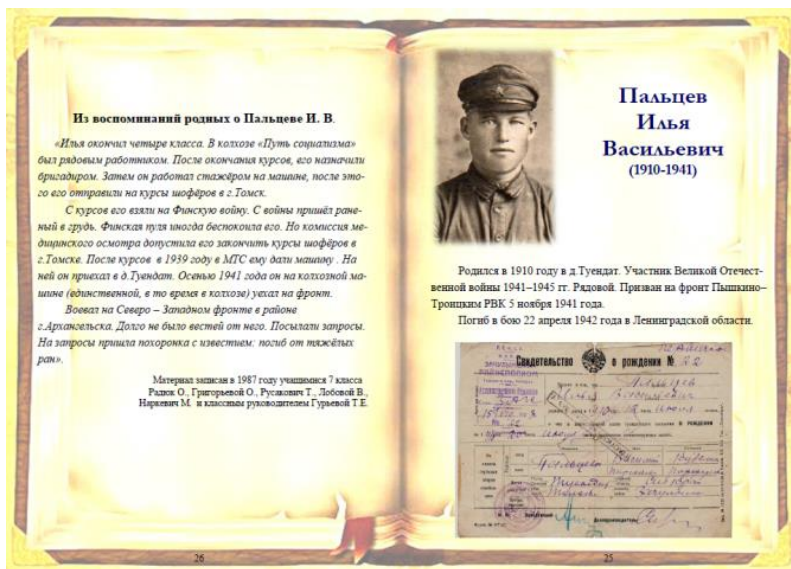 Из воспоминаний родных о Пальцеве И. В.
«Илья окончил четыре класса. В колхозе «Путь социализма»
был рядовым работником. После окончания курсов, его назначили
бригадиром. Затем он работал стажёром на машине, после это-
го его отправили на курсы шофёров в г.Томск.
С курсов его взяли на Финскую войну. С войны пришёл ране-
ный в грудь. Финская пуля иногда беспокоила его. Но комиссия ме-
дицинского осмотра допустила его закончить курсы шофёров в
г.Томске. После курсов в 1939 году в МТС ему дали машину . На
ней он приехал в д.Туендат. Осенью 1941 года он на колхозной ма-
шине (единственной, в то время в колхозе) уехал на фронт.
Воевал на Северо – Западном фронте в районе
г.Архангельска. Долго не было вестей от него. Посылали запросы.
На запросы пришла похоронка с известием: погиб от тяжёлых
ран».
Материал записан в 1987 году учащимися 7 класса
Радюк О., Григорьевой О., Русакович Т., Лобовой В.,
Наркевич М. и классным руководителем Гурьевой Т.Е.
26
Пальцев
Илья
Васильевич
(1910-1941)
Родился в 1910 году в д.Туендат. Участник Великой Отечест-
венной войны 1941–1945 гг. Рядовой. Призван на фронт Пышкино–
Троицким РВК 5 ноября 1941 года.
Погиб в бою 22 апреля 1942 года в Ленинградской области.
Свидетельство о рождении № 22
Пальцев
Васильевич
25